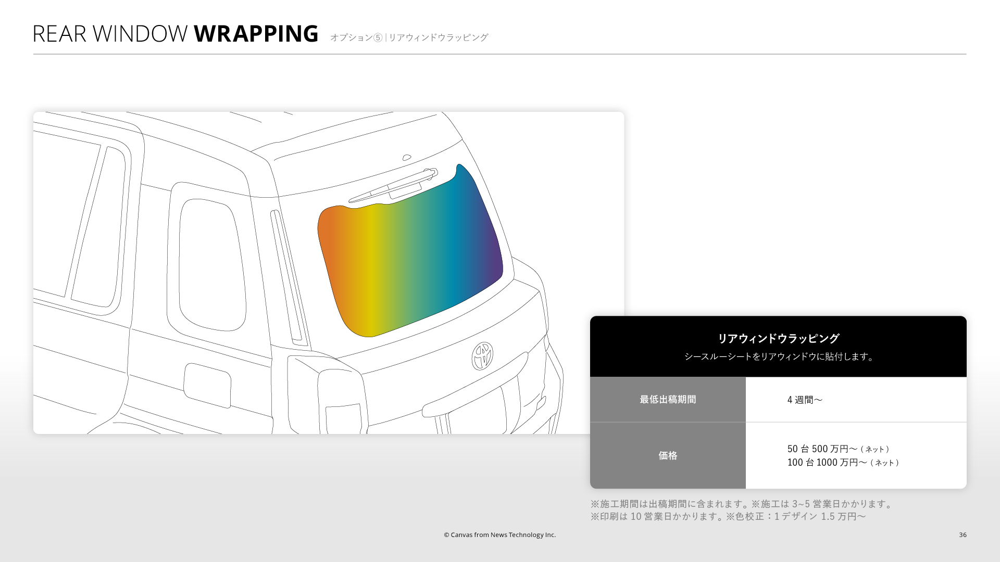 REAR WINDOW WRAPPING オプション⑤|リアウィンドウラッピング
リアウィンドウラッピング
シースルーシートをリアウィンドウに貼付します。
最低出稿期間
4 週間〜
価格
50 台 500 万円〜 ( ネット )
100 台 1000 万円〜 ( ネット )
※施工期間は出稿期間に含まれます。※施工は 3~5 営業日かかります。
※印刷は 10 営業日かかります。※色校正：1 デザイン 1.5 万円〜
© Canvas from News Technology Inc.
36